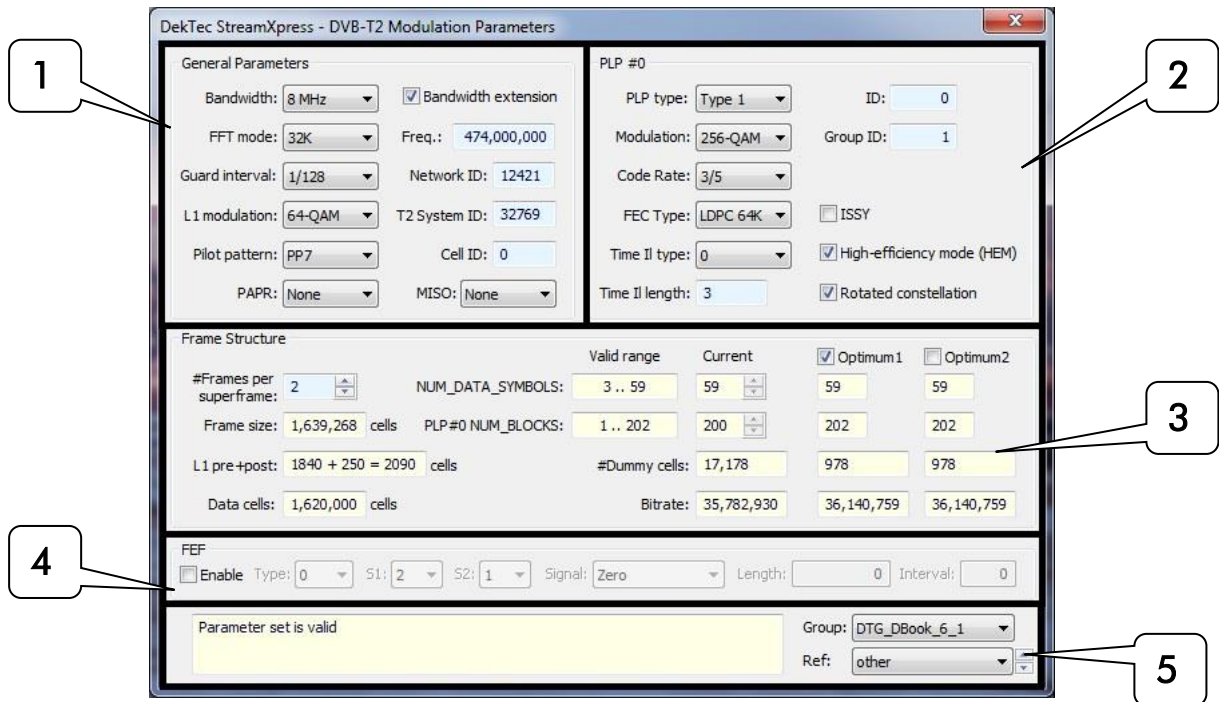 DekTec StreamXpress - DVB-T2 Modulation Parameters
1
General Parameters
Bandwidth: 8 MHz Bandwidth extension
FFT mode: 32K Freq.: 474,000,000
Guard interval: 1/128 Network ID: 12421
L1 modulation: 64-QAM T2 System ID: 32769
Pilot pattern: PP7 Cell ID: 0
PAPR: None MISO: None
2
PLP #0
PLP type: Type 1 ID: 0
Modulation: 256-QAM Group ID: 1
Code Rate: 3/5
FEC Type: LDPC 64K ISSY
Time Il type: 0 High-efficiency mode (HEM)
Time Il length: 3 Rotated constellation
3
Frame Structure
Valid range Current Optimum1 Optimum2
#Frames per
superframe: 2 NUM_DATA_SYMBOLS: 3 .. 59 59 59 59
Frame size: 1,639,268 cells PLP#0 NUM_BLOCKS: 1 .. 202 200 202 202
L1 pre+post: 1840 + 250 = 2090 cells #Dummy cells: 17,178 978 978
Data cells: 1,620,000 cells Bitrate: 35,782,930 36,140,759 36,140,759
4
FEF
Enable Type: 0 S1: 2 S2: 1 Signal: Zero Length: 0 Interval: 0
Parameter set is valid
Group: DTG_DBook_6_1
Ref: other
5